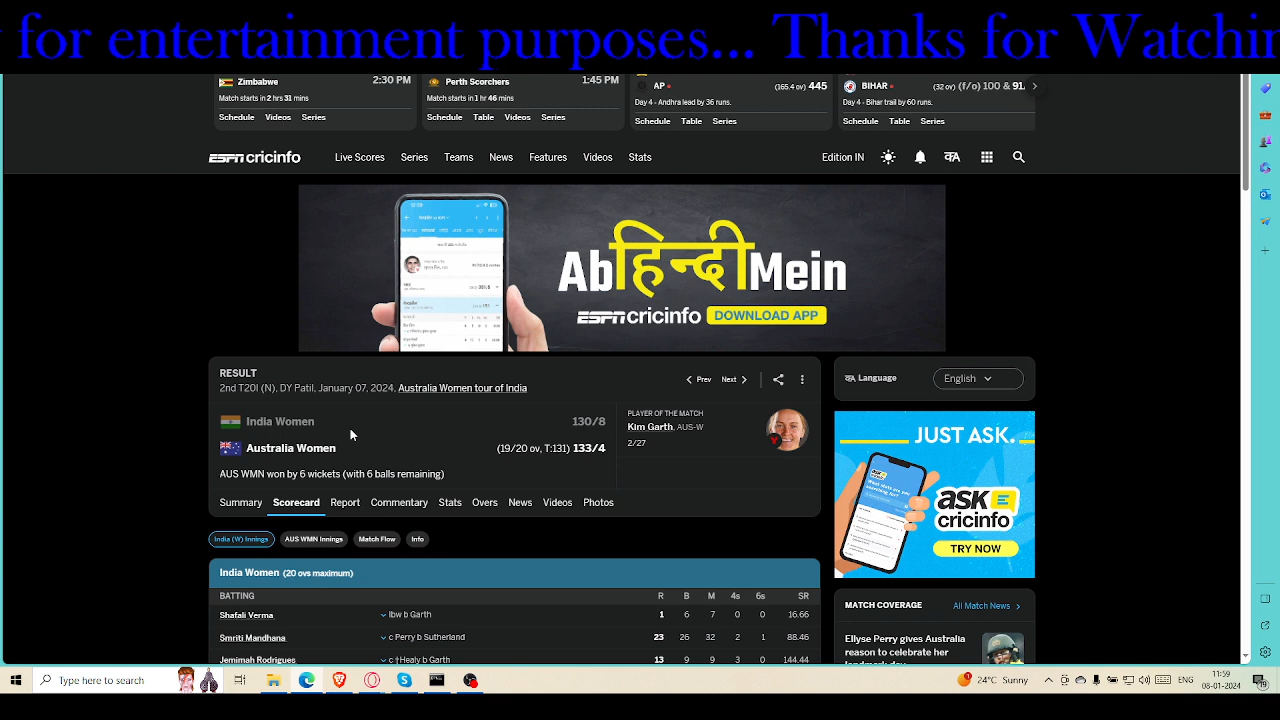 for entertainment purposes... Thanks for Watchin
Zimbabwe 2:30 PM
Match starts in 2 hrs 31 mins
Schedule Videos Series
Perth Scorchers 1:45 PM
Match starts in 1 hr 46 mins
Schedule Table Videos Series
AP (165.4 ov) 445
Day 4 - Andhra lead by 36 runs.
Schedule Table Series
BIHAR (32 ov) (f/o) 100 & 91
Day 4 - Bihar trail by 60 runs.
Schedule Table Series
ESPN cricinfo Live Scores Series Teams News Features Videos Stats Edition IN क/A
Ab हिन्दी Mein
ESPN cricinfo DOWNLOAD APP
RESULT
2nd T20I (N), DY Patil, January 07, 2024, Australia Women tour of India
Prev Next
India Women 130/8
Australia Women (19/20 ov, T:131) 133/4
AUS WMN won by 6 wickets (with 6 balls remaining)
PLAYER OF THE MATCH
Kim Garth, AUS-W
2/27
Summary Scorecard Report Commentary Stats Overs News Videos Photos
India (W) Innings AUS WMN Innings Match Flow Info
India Women (20 ovs maximum)
BATTING R B M 4s 6s SR
Shafali Verma lbw b Garth 1 6 7 0 0 16.66
Smriti Mandhana c Perry b Sutherland 23 26 32 2 1 88.46
Jemimah Rodrigues c †Healy b Garth 13 9 9 3 0 144.44
Language English
JUST ASK.
ask
cricinfo
TRY NOW
MATCH COVERAGE All Match News
Ellyse Perry gives Australia
reason to celebrate her
landmark day
Type here to search
24°C Sunny ENG 11:59
08-01-2024